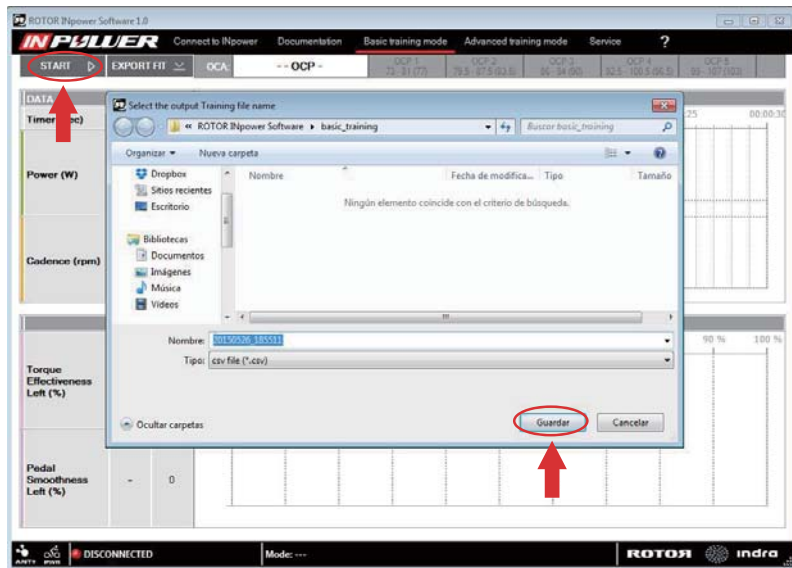 ROTOR INpower Software 1.0
INPOWER Connect to INpower Documentation Basic training mode Advanced training mode Service ?
START EXPORT FIT OCA: -- OCP - OCP 1 OCP 2 OCP 3 OCP 4 OCP 5
DATA
Select the output Training file name
« ROTOR INpower Software basic_training Buscar basic_training
Organizar Nueva carpeta
Dropbox
Sitios recientes
Escritorio
Bibliotecas
Documentos
Imágenes
Música
Vídeos
Nombre Fecha de modifica... Tipo Tamaño
Ningún elemento coincide con el criterio de búsqueda.
Nombre: 20150526_185511
Tipo: csv file (*.csv)
Ocultar carpetas Guardar Cancelar
Timer
:25 00:00:30
Power (W)
Cadence (rpm)
90 % 100 %
Torque
Effectiveness
Left (%)
Pedal
Smoothness
Left (%)
- 0
ANT+ PWR DISCONNECTED Mode: --- ROTOR indra